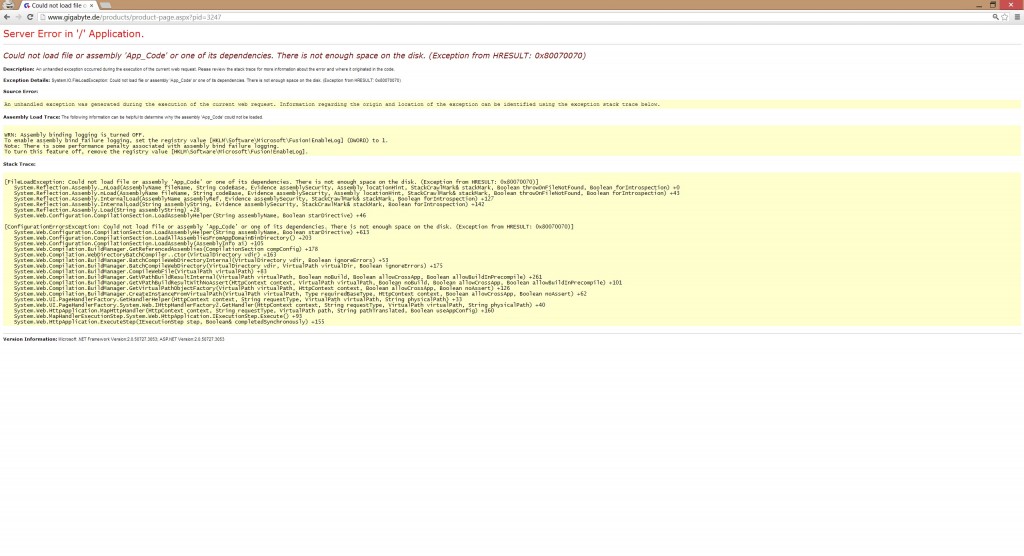 Could not load file
www.gigabyte.de/products/product-page.aspx?pid=3247
Server Error in '/' Application.
Could not load file or assembly 'App_Code' or one of its dependencies. There is not enough space on the disk. (Exception from HRESULT: 0x80070070)
Description: An unhandled exception occurred during the execution of the current web request. Please review the stack trace for more information about the error and where it originated in the code.
Exception Details: System.IO.FileLoadException: Could not load file or assembly 'App_Code' or one of its dependencies. There is not enough space on the disk. (Exception from HRESULT: 0x80070070)
Source Error:
An unhandled exception was generated during the execution of the current web request. Information regarding the origin and location of the exception can be identified using the exception stack trace below.
Assembly Load Trace: The following information can be helpful to determine why the assembly 'App_Code' could not be loaded.
WRN: Assembly binding logging is turned OFF.
To enable assembly bind failure logging, set the registry value [HKLM\Software\Microsoft\Fusion!EnableLog] (DWORD) to 1.
Note: There is some performance penalty associated with assembly bind failure logging.
To turn this feature off, remove the registry value [HKLM\Software\Microsoft\Fusion!EnableLog].
Stack Trace:
[FileLoadException: Could not load file or assembly 'App_Code' or one of its dependencies. There is not enough space on the disk. (Exception from HRESULT: 0x80070070)]
System.Reflection.Assembly._nLoad(AssemblyName fileName, String codeBase, Evidence assemblySecurity, Assembly locationHint, StackCrawlMark& stackMark, Boolean throwOnFileNotFound, Boolean forIntrospection) +0
System.Reflection.Assembly.nLoad(AssemblyName fileName, String codeBase, Evidence assemblySecurity, Assembly locationHint, StackCrawlMark& stackMark, Boolean throwOnFileNotFound, Boolean forIntrospection) +43
System.Reflection.Assembly.InternalLoad(AssemblyName assemblyRef, Evidence assemblySecurity, StackCrawlMark& stackMark, Boolean forIntrospection) +127
System.Reflection.Assembly.InternalLoad(String assemblyString, Evidence assemblySecurity, StackCrawlMark& stackMark, Boolean forIntrospection) +142
System.Reflection.Assembly.Load(String assemblyString) +28
System.Web.Configuration.CompilationSection.LoadAssemblyHelper(String assemblyName, Boolean starDirective) +46
[ConfigurationErrorsException: Could not load file or assembly 'App_Code' or one of its dependencies. There is not enough space on the disk. (Exception from HRESULT: 0x80070070)]
System.Web.Configuration.CompilationSection.LoadAssemblyHelper(String assemblyName, Boolean starDirective) +613
System.Web.Configuration.CompilationSection.LoadAllAssembliesFromAppDomainBinDirectory() +203
System.Web.Configuration.CompilationSection.LoadAssembly(AssemblyInfo ai) +105
System.Web.Compilation.BuildManager.GetReferencedAssemblies(CompilationSection compConfig) +178
System.Web.Compilation.WebDirectoryBatchCompiler..ctor(VirtualDirectory vdir) +163
System.Web.Compilation.BuildManager.BatchCompileWebDirectoryInternal(VirtualDirectory vdir, Boolean ignoreErrors) +53
System.Web.Compilation.BuildManager.BatchCompileWebDirectory(VirtualDirectory vdir, VirtualPath virtualDir, Boolean ignoreErrors) +175
System.Web.Compilation.BuildManager.CompileWebFile(VirtualPath virtualPath) +83
System.Web.Compilation.BuildManager.GetVPathBuildResultInternal(VirtualPath virtualPath, Boolean noBuild, Boolean allowCrossApp, Boolean allowBuildInPrecompile) +261
System.Web.Compilation.BuildManager.GetVPathBuildResultWithNoAssert(HttpContext context, VirtualPath virtualPath, Boolean noBuild, Boolean allowCrossApp, Boolean allowBuildInPrecompile) +101
System.Web.Compilation.BuildManager.GetVirtualPathObjectFactory(VirtualPath virtualPath, HttpContext context, Boolean allowCrossApp, Boolean noAssert) +126
System.Web.Compilation.BuildManager.CreateInstanceFromVirtualPath(VirtualPath virtualPath, Type requiredBaseType, HttpContext context, Boolean allowCrossApp, Boolean noAssert) +62
System.Web.UI.PageHandlerFactory.GetHandlerHelper(HttpContext context, String requestType, VirtualPath virtualPath, String physicalPath) +33
System.Web.UI.PageHandlerFactory.System.Web.IHttpHandlerFactory2.GetHandler(HttpContext context, String requestType, VirtualPath virtualPath, String physicalPath) +40
System.Web.HttpApplication.MapHttpHandler(HttpContext context, String requestType, VirtualPath path, String pathTranslated, Boolean useAppConfig) +160
System.Web.MapHandlerExecutionStep.System.Web.HttpApplication.IExecutionStep.Execute() +93
System.Web.HttpApplication.ExecuteStep(IExecutionStep step, Boolean& completedSynchronously) +155
Version Information: Microsoft .NET Framework Version:2.0.50727.3053; ASP.NET Version:2.0.50727.3053